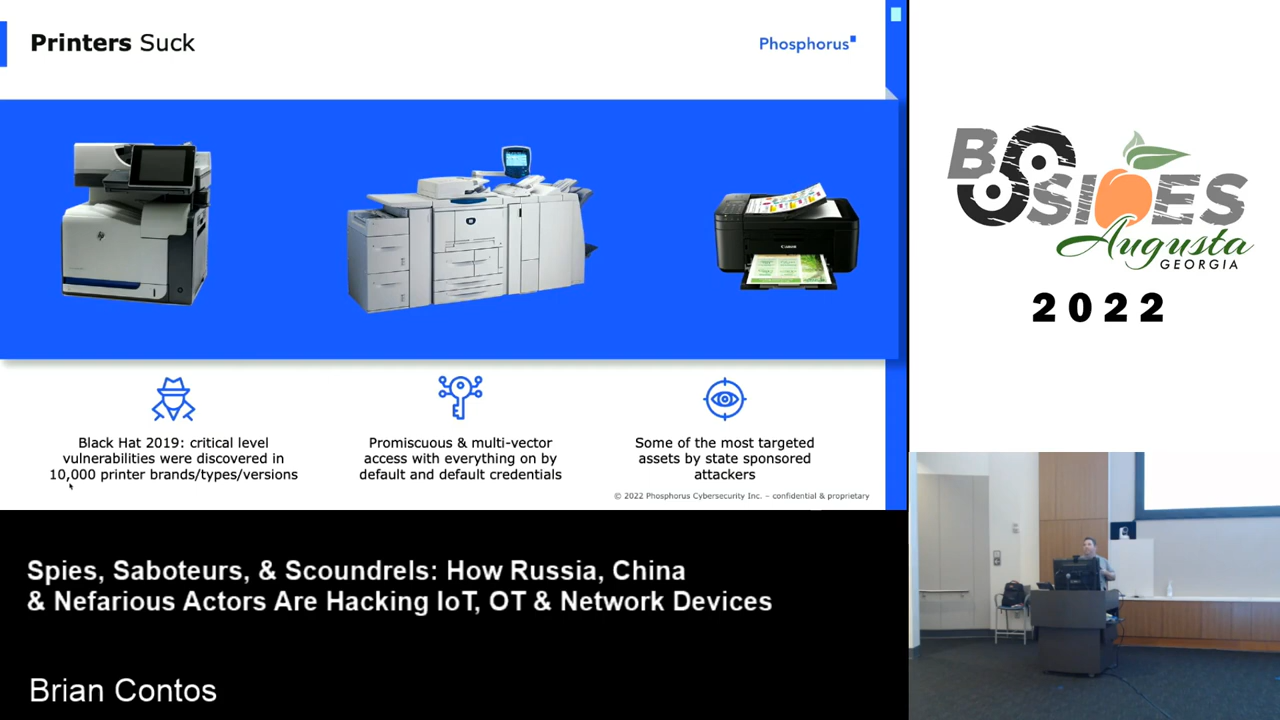 Printers Suck
Phosphorus
Black Hat 2019: critical level
vulnerabilities were discovered in
10,000 printer brands/types/versions
Promiscuous & multi-vector
access with everything on by
default and default credentials
Some of the most targeted
assets by state sponsored
attackers
© 2022 Phosphorus Cybersecurity Inc. – confidential & proprietary
BSIDES
Augusta
GEORGIA
2022
Spies, Saboteurs, & Scoundrels: How Russia, China
& Nefarious Actors Are Hacking IoT, OT & Network Devices
Brian Contos